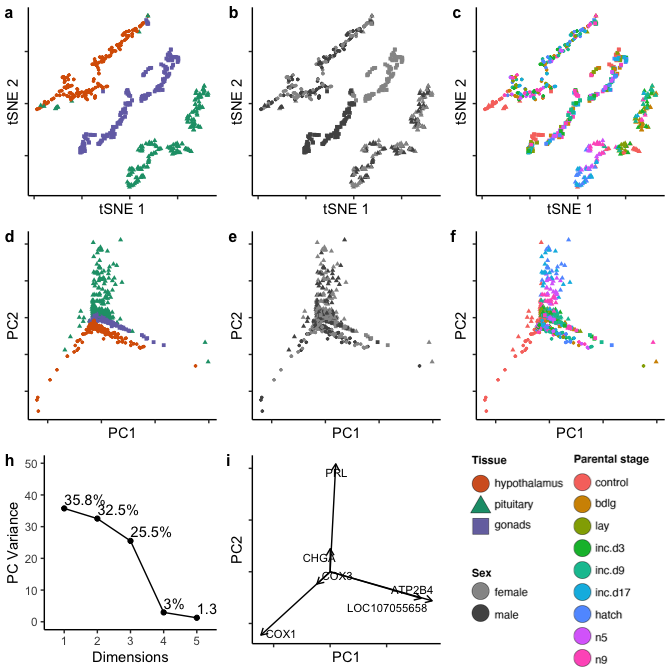 a
b
c
tSNE 2
tSNE 2
tSNE 2
tSNE 1
tSNE 1
tSNE 1
d
e
f
PC2
PC2
PC2
PC1
PC1
PC1
h
50
40
30
20
10
0
PC Variance
35.8%
32.5%
25.5%
3%
1.3
1
2
3
4
5
Dimensions
i
PC2
PRL
CHGA
COX3
ATP2B4
LOC107055658
COX1
PC1
Tissue
hypothalamus
pituitary
gonads
Sex
female
male
Parental stage
control
bdlg
lay
inc.d3
inc.d9
inc.d17
hatch
n5
n9